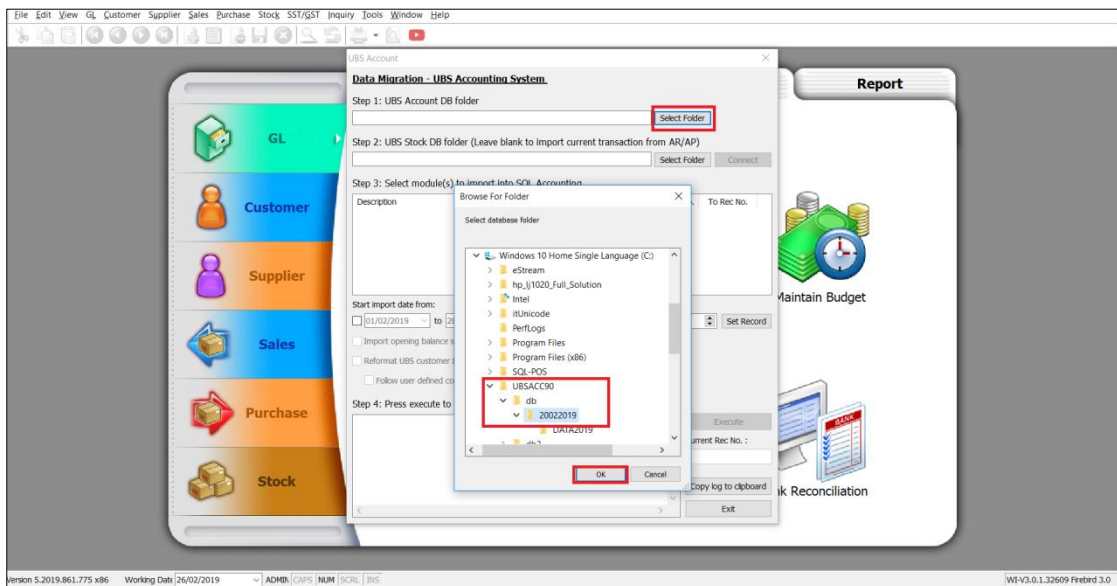 File Edit View GL Customer Supplier Sales Purchase Stock SST/GST Inquiry Tools Window Help
UBS Account
Data Migration - UBS Accounting System
Step 1: UBS Account DB folder
Select Folder
Step 2: UBS Stock DB folder (Leave blank to import current transaction from AR/AP)
Select Folder Connect
Step 3: Select module(s) to import into SQL Accounting
Description To Rec No.
Browse For Folder
Select database folder
Windows 10 Home Single Language (C:)
eStream
hp_lj1020_Full_Solution
Intel
itUnicode
PerfLogs
Program Files
Program Files (x86)
SQL-POS
UBSACC90
db
20022019
DATA2019
db2
OK Cancel
Start import date from:
01/02/2019 to 28
Set Record
Import opening balance s
Reformat UBS customer
Follow user defined co
Step 4: Press execute to
Execute
urrent Rec No. :
Copy log to clipboard
Exit
GL
Customer
Supplier
Sales
Purchase
Stock
Report
Maintain Budget
BANK
nk Reconciliation
Version 5.2019.861.775 x86 Working Date 26/02/2019 ADMIN CAPS NUM SCRL INS WI-V3.0.1.32609 Firebird 3.0